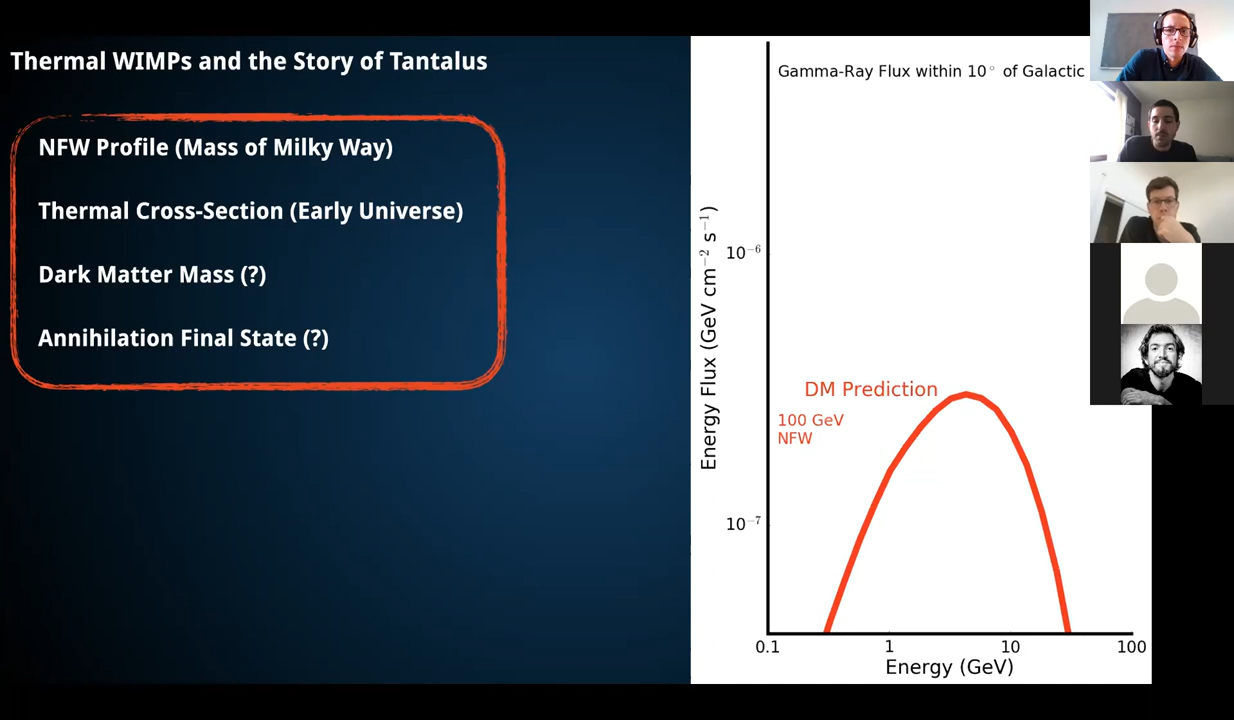 Thermal WIMPs and the Story of Tantalus
NFW Profile (Mass of Milky Way)
Thermal Cross-Section (Early Universe)
Dark Matter Mass (?)
Annihilation Final State (?)
Gamma-Ray Flux within 10° of Galactic
Energy Flux (GeV cm⁻² s⁻¹)
10⁻⁶
DM Prediction
100 GeV
NFW
10⁻⁷
0.1 1 10 100
Energy (GeV)